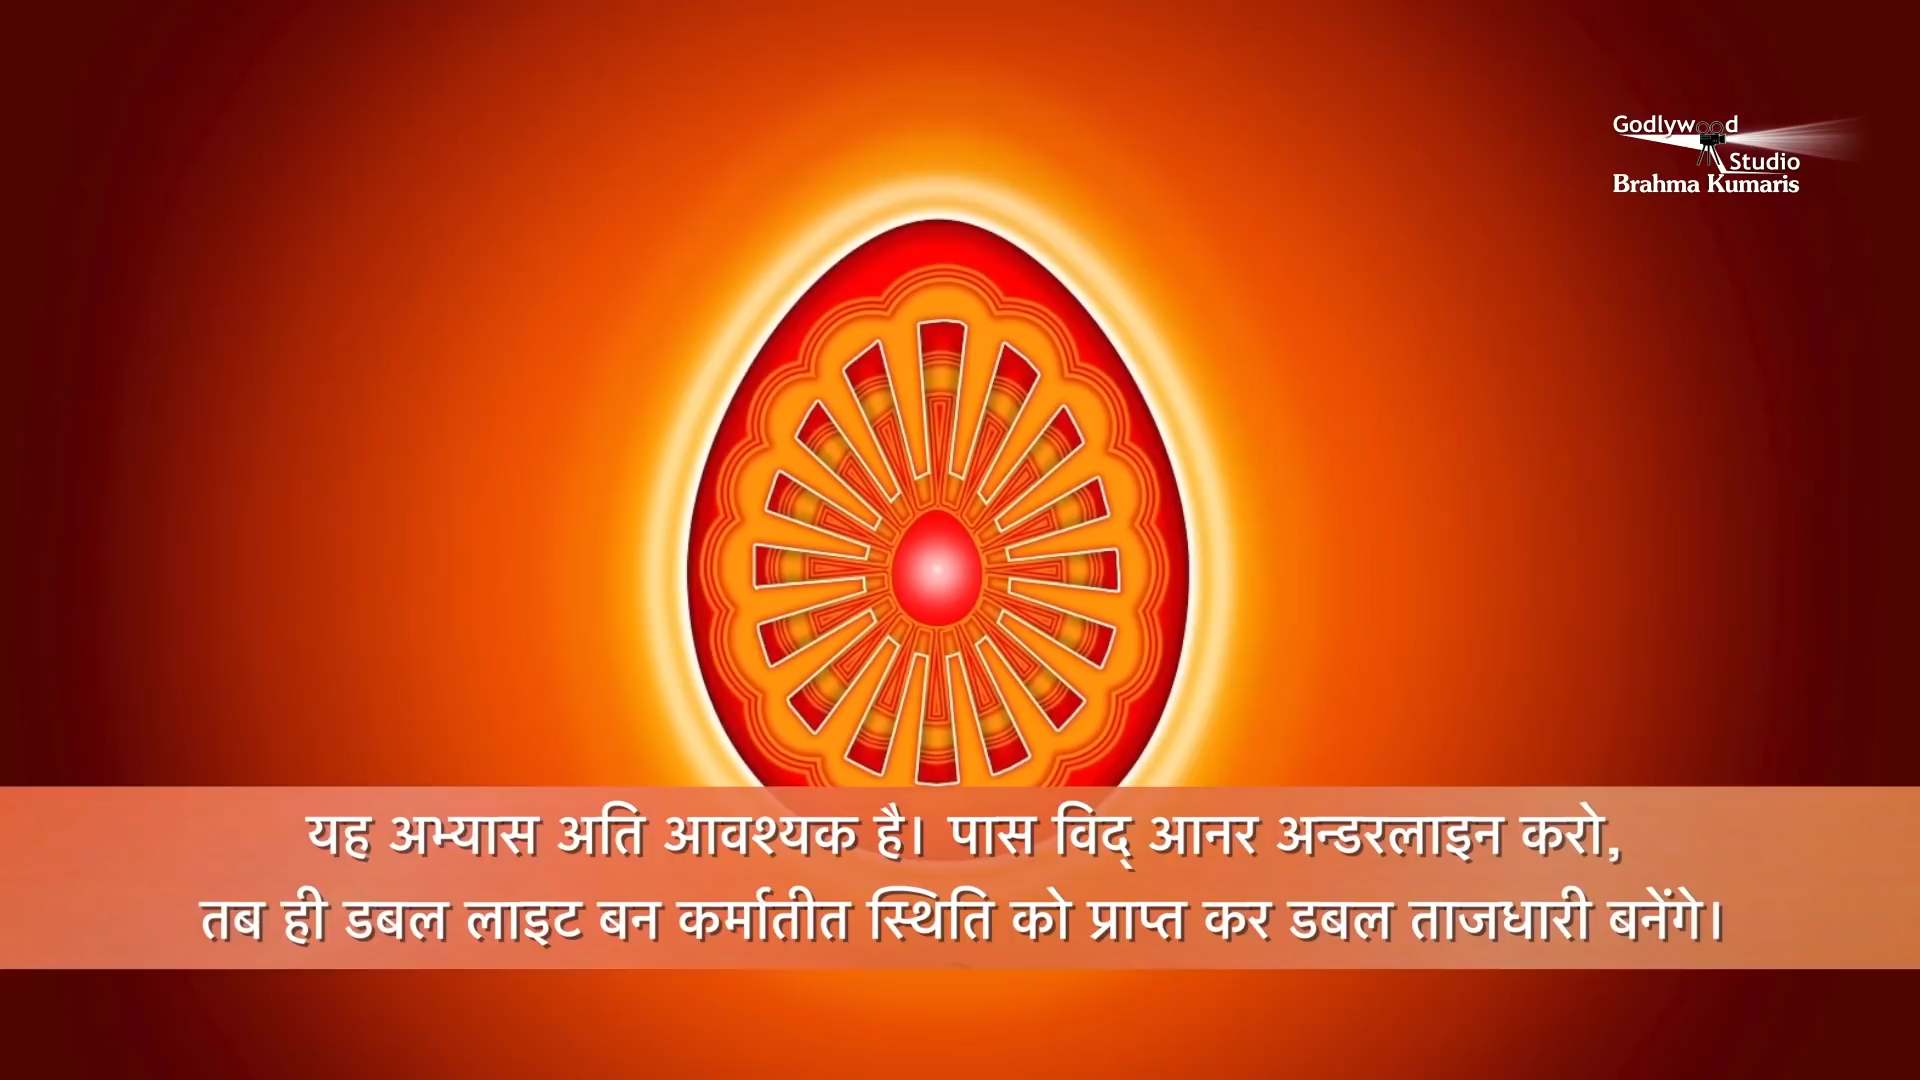 Godlywood
Studio
Brahma Kumaris
यह अभ्यास अति आवश्यक है। पास विद् आनर अन्डरलाइन करो,
तब ही डबल लाइट बन कर्मातीत स्थिति को प्राप्त कर डबल ताजधारी बनेंगे।